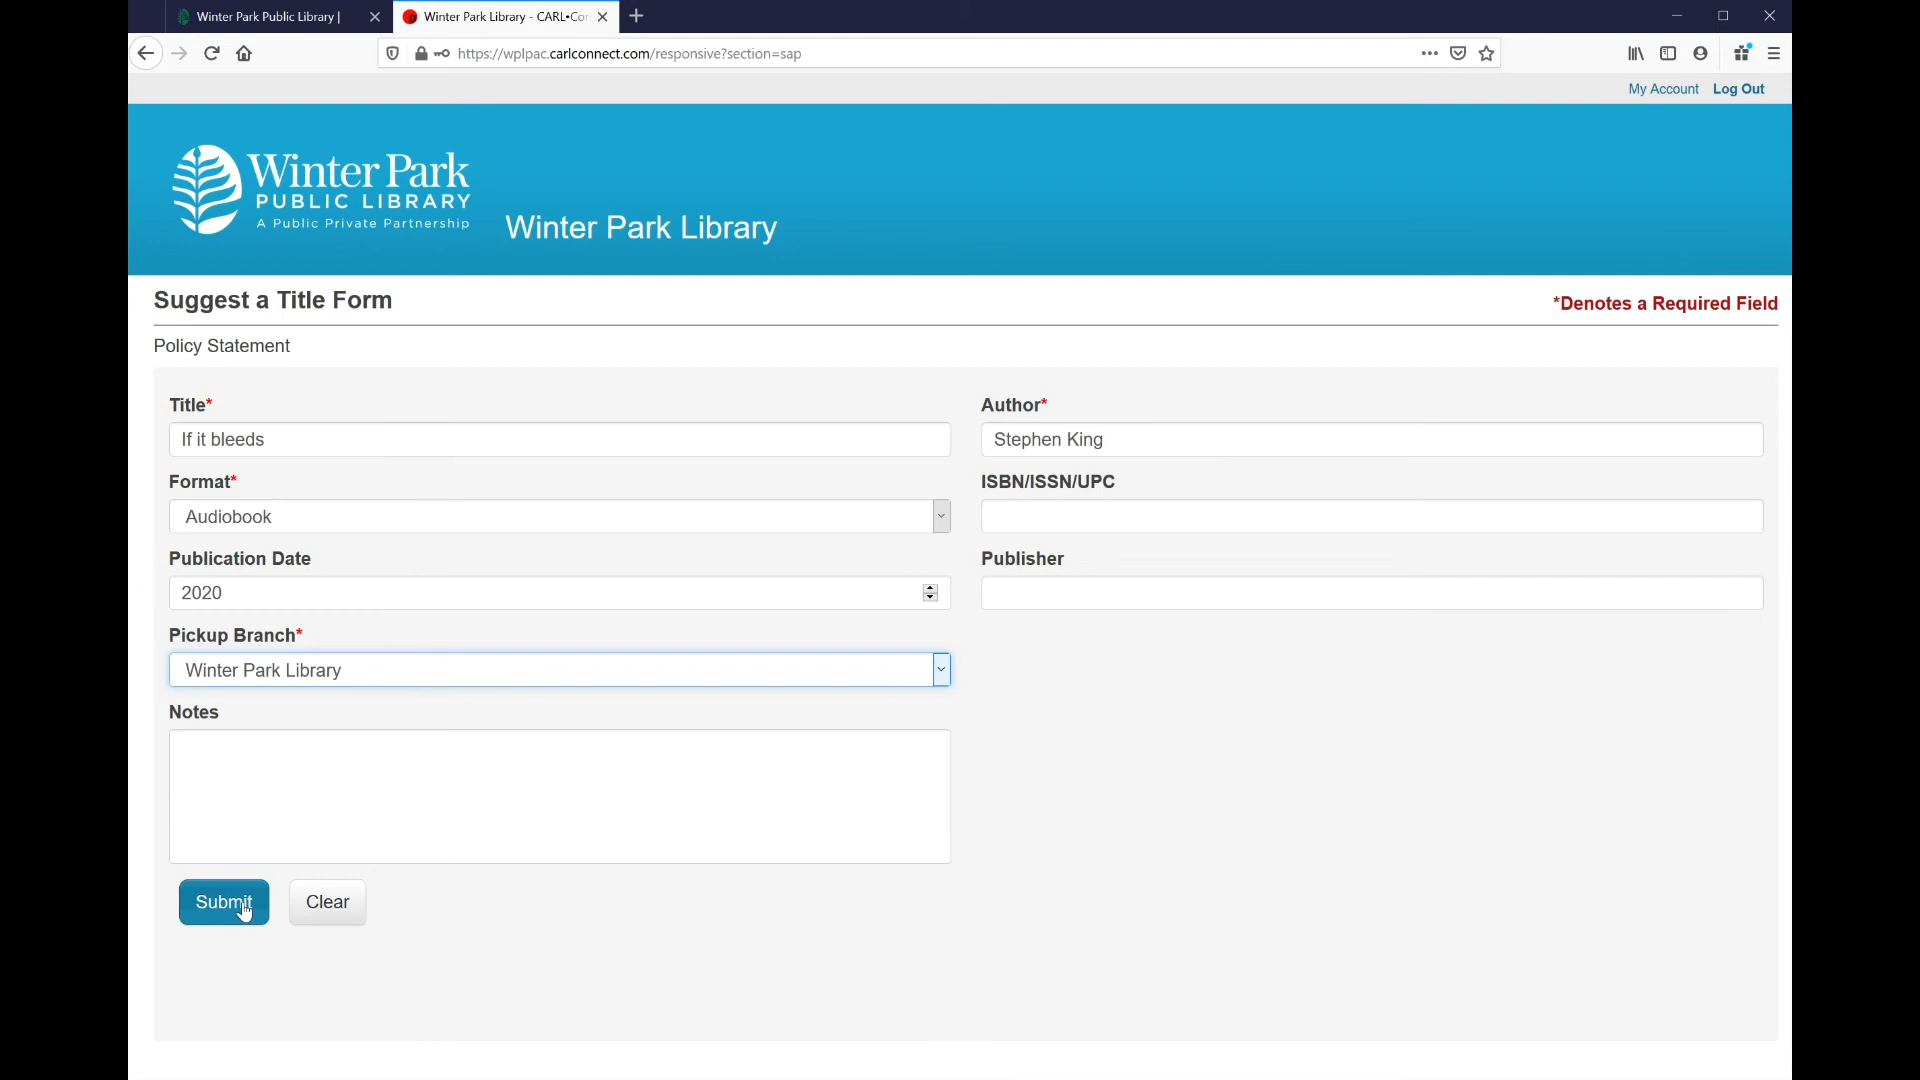 Winter Park Public Library |
Winter Park Library - CARL•Con
https://wplpac.carlconnect.com/responsive?section=sap
My Account Log Out
Winter Park
PUBLIC LIBRARY
A Public Private Partnership
Winter Park Library
Suggest a Title Form
*Denotes a Required Field
Policy Statement
Title*
If it bleeds
Author*
Stephen King
Format*
Audiobook
ISBN/ISSN/UPC
Publication Date
2020
Publisher
Pickup Branch*
Winter Park Library
Notes
Submit
Clear